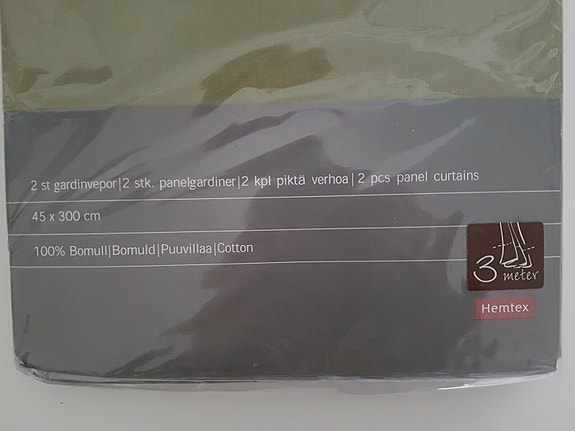 2 st gardinvepor|2 stk. panelgardiner|2 kpl piktä verhoa|2 pcs panel curtains
45 x 300 cm
100% Bomull|Bomuld|Puuvillaa|Cotton
3 meter
Hemtex